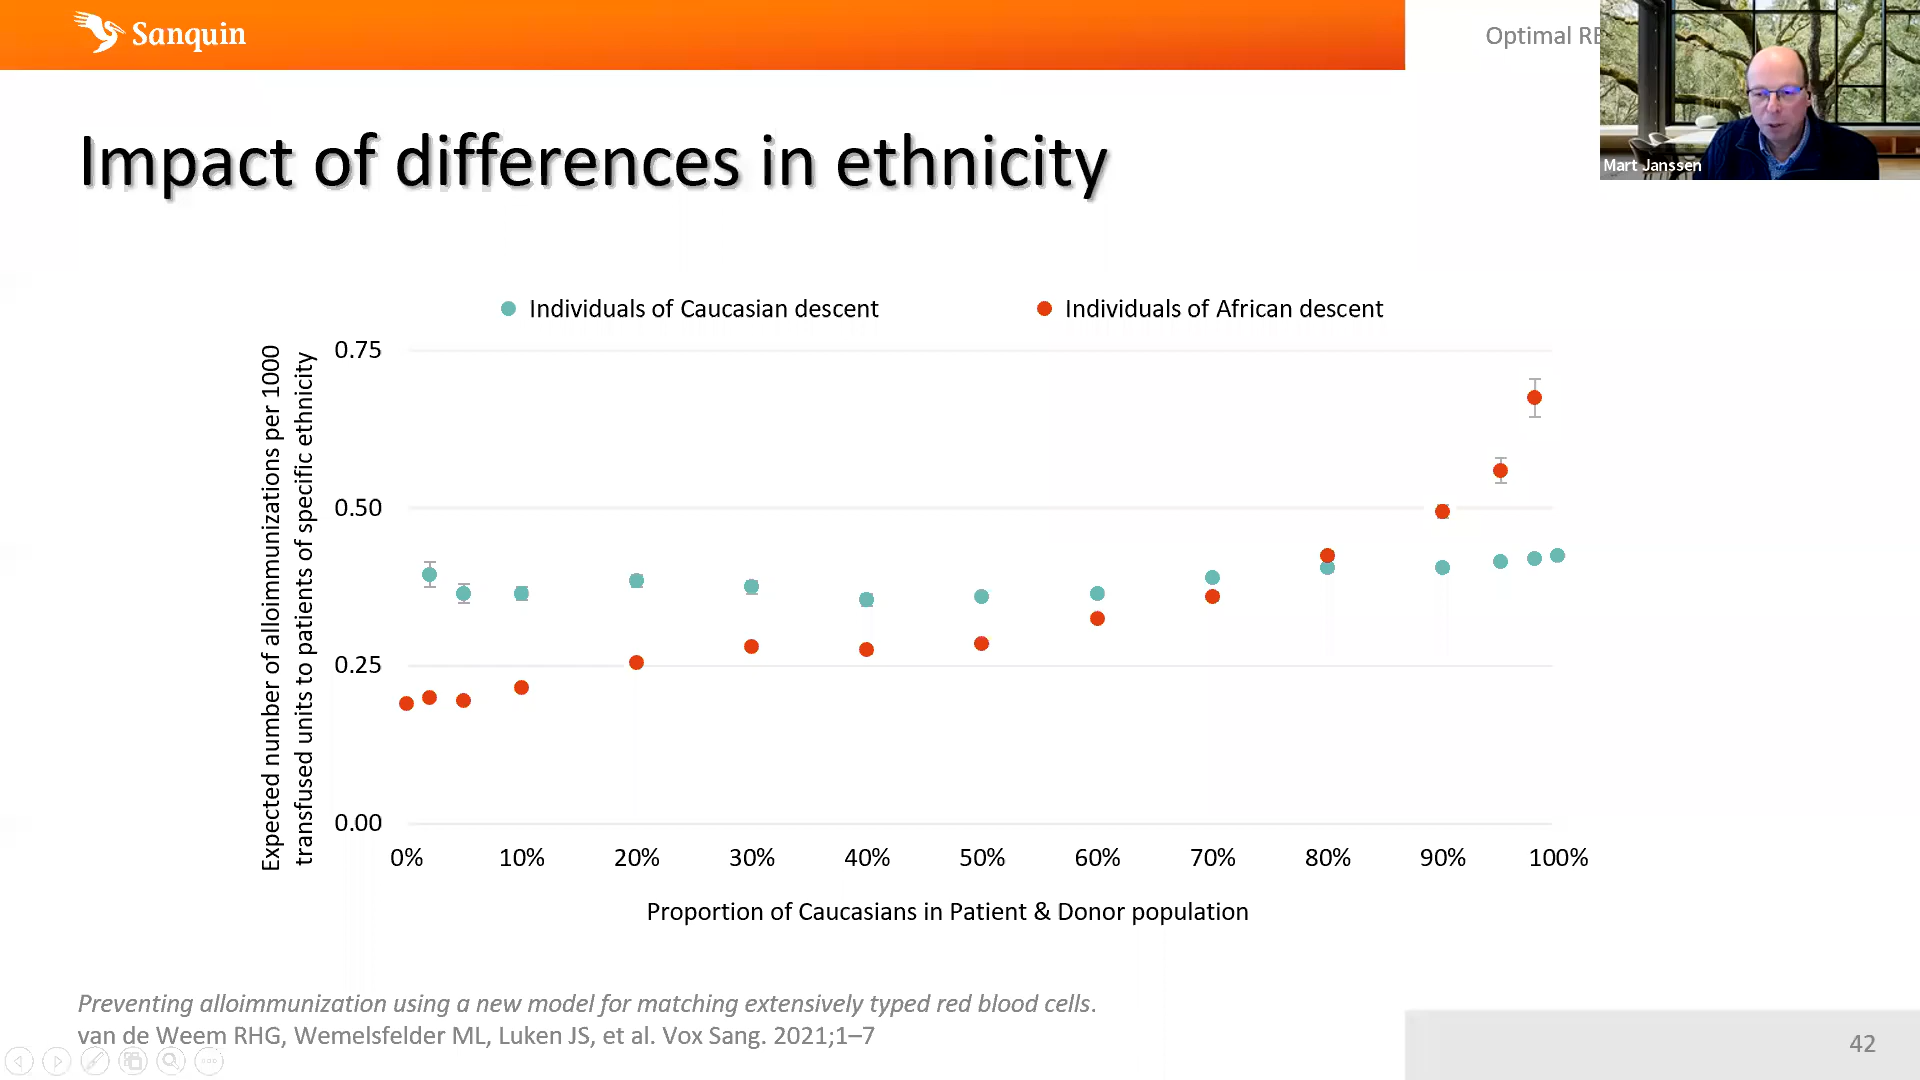 Sanquin
Optimal RE
Mart Janssen
Impact of differences in ethnicity
Individuals of Caucasian descent
Individuals of African descent
Expected number of alloimmunizations per 1000
transfused units to patients of specific ethnicity
0.75
0.50
0.25
0.00
0% 10% 20% 30% 40% 50% 60% 70% 80% 90% 100%
Proportion of Caucasians in Patient & Donor population
Preventing alloimmunization using a new model for matching extensively typed red blood cells.
van de Weem RHG, Wemelsfelder ML, Luken JS, et al. Vox Sang. 2021;1–7
42